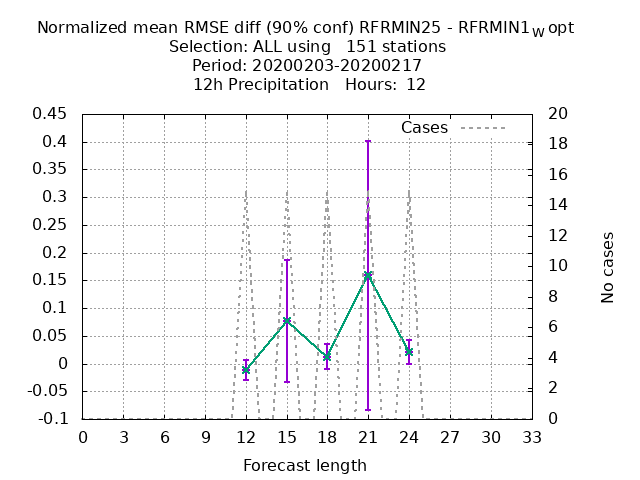 Normalized mean RMSE diff (90% conf) RFRMIN25 - RFRMIN1W opt
Selection: ALL using   151 stations
Period: 20200203-20200217
12h Precipitation   Hours:  12
Cases
0.45
0.4
0.35
0.3
0.25
0.2
0.15
0.1
0.05
0
-0.05
-0.1
20
18
16
14
12
10
8
6
4
2
0
No cases
0 3 6 9 12 15 18 21 24 27 30 33
Forecast length